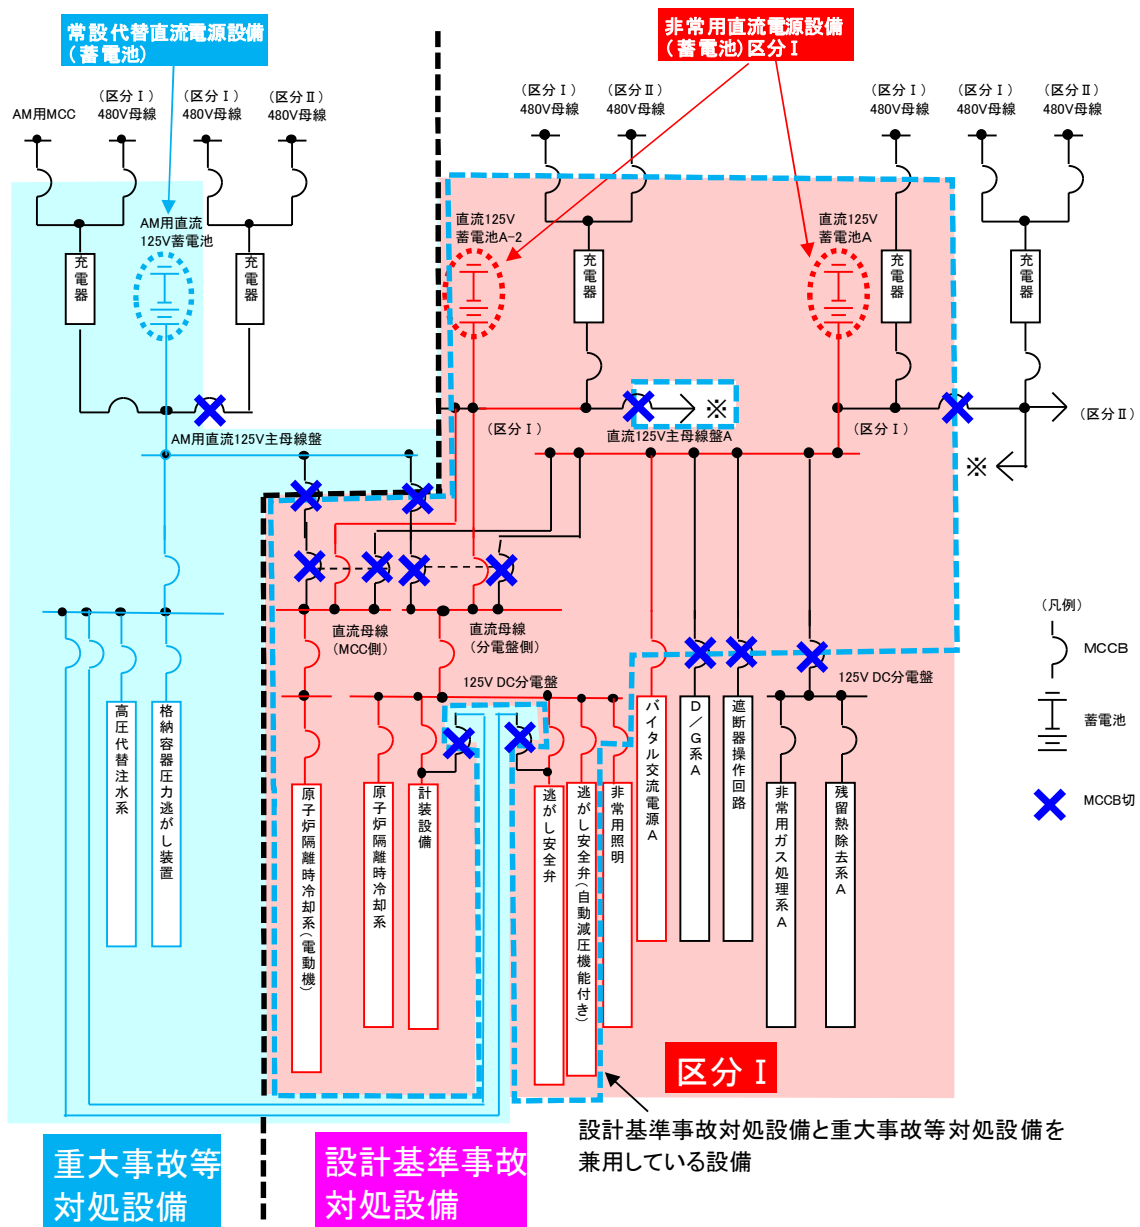 常設代替直流電源設備
(蓄電池)
非常用直流電源設備
(蓄電池)区分Ⅰ
AM用MCC
(区分Ⅰ)
480V母線
(区分Ⅰ)
480V母線
(区分Ⅱ)
480V母線
(区分Ⅰ)
480V母線
(区分Ⅱ)
480V母線
(区分Ⅰ)
480V母線
(区分Ⅰ)
480V母線
(区分Ⅱ)
480V母線
AM用直流
125V蓄電池
直流125V
蓄電池A-2
直流125V
蓄電池A
充電器
充電器
充電器
充電器
充電器
※
(区分Ⅰ)
直流125V主母線盤A
(区分Ⅰ)
(区分Ⅱ)
※
AM用直流125V主母線盤
直流母線
(MCC側)
直流母線
(分電盤側)
125V DC分電盤
125V DC分電盤
(凡例)
MCCB
蓄電池
MCCB切
高圧代替注水系
格納容器圧力逃がし装置
原子炉隔離時冷却系(電動機)
原子炉隔離時冷却系
計装設備
逃がし安全弁
逃がし安全弁(自動減圧機能付き)
非常用照明
バイタル交流電源A
D/G系A
遮断器操作回路
非常用ガス処理系A
残留熱除去系A
区分Ⅰ
設計基準事故対処設備と重大事故等対処設備を
兼用している設備
重大事故等
対処設備
設計基準事故
対処設備